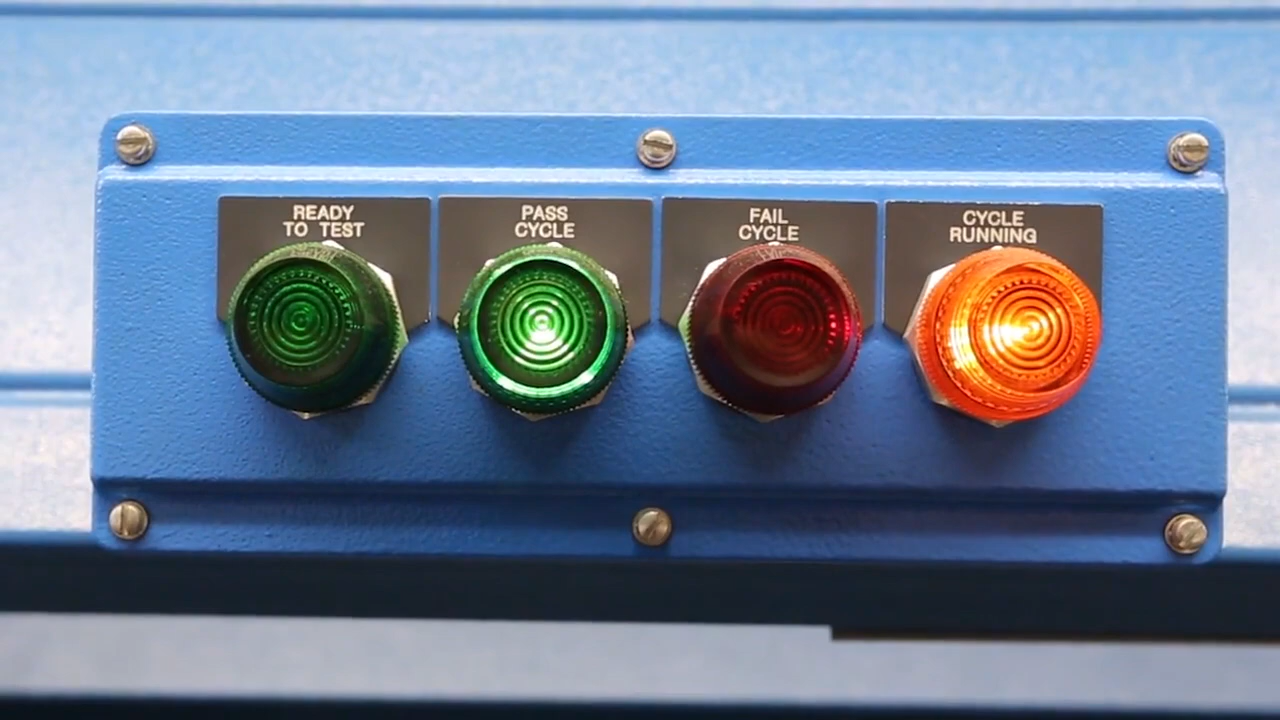 READY
TO TEST
PASS
CYCLE
FAIL
CYCLE
CYCLE
RUNNING